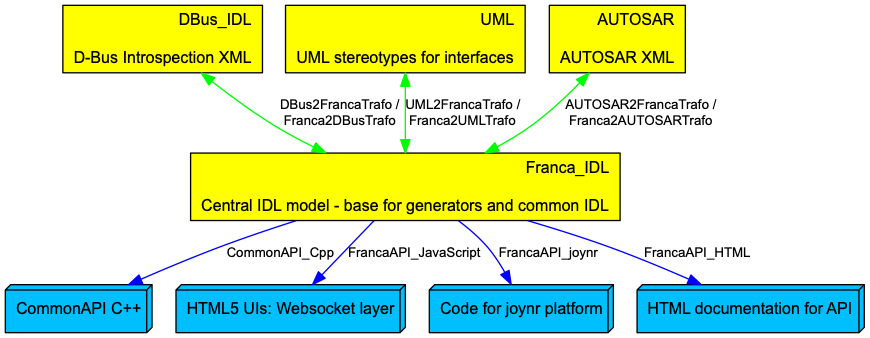 DBus_IDL
D-Bus Introspection XML
UML
UML stereotypes for interfaces
AUTOSAR
AUTOSAR XML
DBus2FrancaTrafo /
Franca2DBusTrafo
UML2FrancaTrafo /
Franca2UMLTrafo
AUTOSAR2FrancaTrafo /
Franca2AUTOSARTrafo
Franca_IDL
Central IDL model - base for generators and common IDL
CommonAPI_Cpp
FrancaAPI_JavaScript
FrancaAPI_joynr
FrancaAPI_HTML
CommonAPI C++
HTML5 UIs: Websocket layer
Code for joynr platform
HTML documentation for API